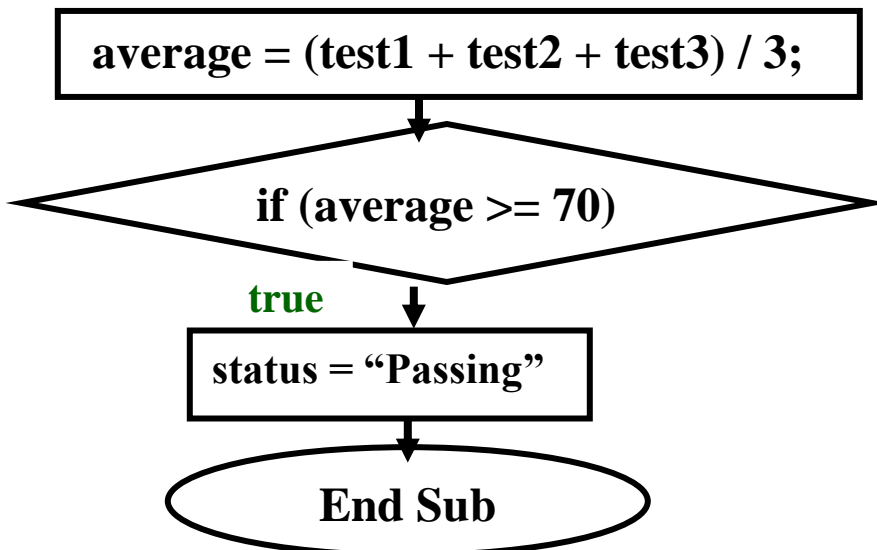 average = (test1 + test2 + test3) / 3;
if (average >= 70)
true
status = “Passing”
End Sub